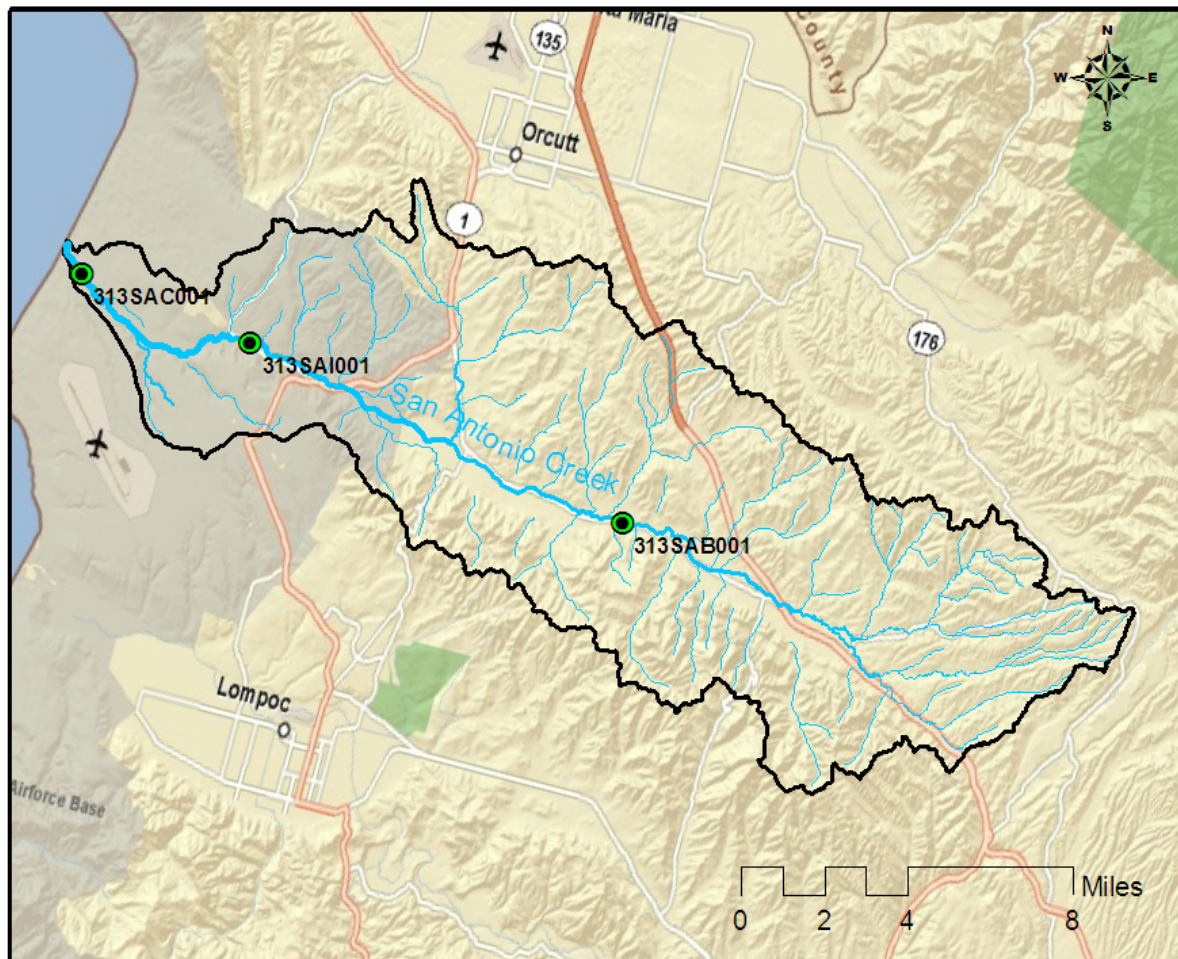 ta Maria
County
N
W
E
S
135
Orcutt
1
313SAC001
313SAI001
176
San Antonio Creek
313SAB001
Lompoc
Airforce Base
Miles
0 2 4 8